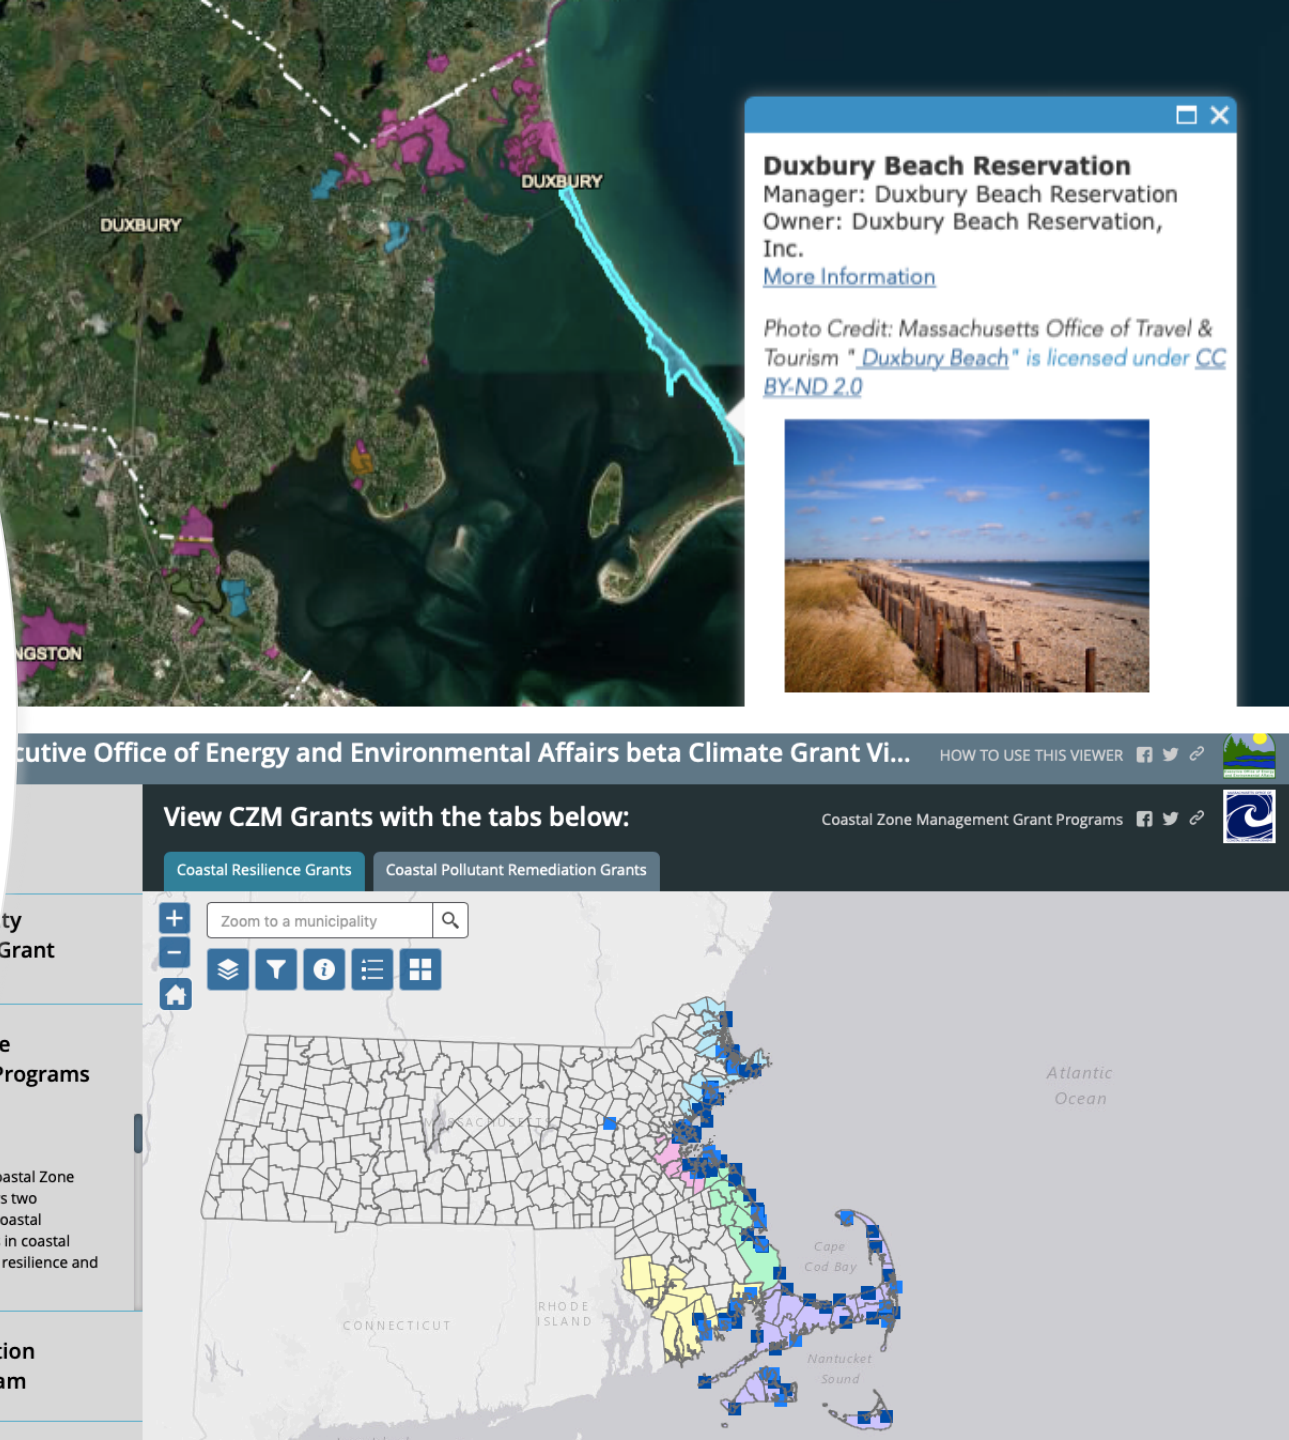 DUXBURY
DUXBURY
NGSTON
Duxbury Beach Reservation
Manager: Duxbury Beach Reservation
Owner: Duxbury Beach Reservation,
Inc.
More Information
Photo Credit: Massachusetts Office of Travel &
Tourism " Duxbury Beach" is licensed under CC
BY-ND 2.0
cutive Office of Energy and Environmental Affairs beta Climate Grant Vi...
HOW TO USE THIS VIEWER
View CZM Grants with the tabs below:
Coastal Zone Management Grant Programs
Coastal Resilience Grants
Coastal Pollutant Remediation Grants
ty
Grant
e
Programs
oastal Zone
s two
oastal
in coastal
resilience and
ion
am
Zoom to a municipality
Atlantic
Ocean
MASSACHUSETTS
Cape
Cod Bay
RHODE
ISLAND
CONNECTICUT
Nantucket
Sound